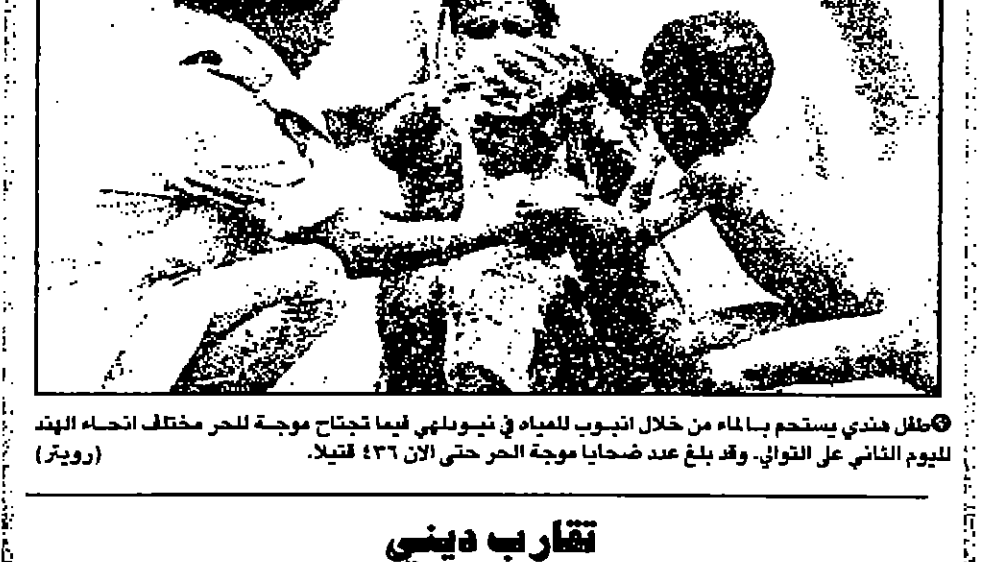 طفل هندي يستحم بالماء من خلال انبوب للمياه في نيودلهي فيما تجتاح موجة للحر مختلف انحاء الهند
لليوم الثاني على التوالي. وقد بلغ عدد ضحايا موجة الحر حتى الان ٤٣٦ قتيلا. (رويتر)
تقارب ديني